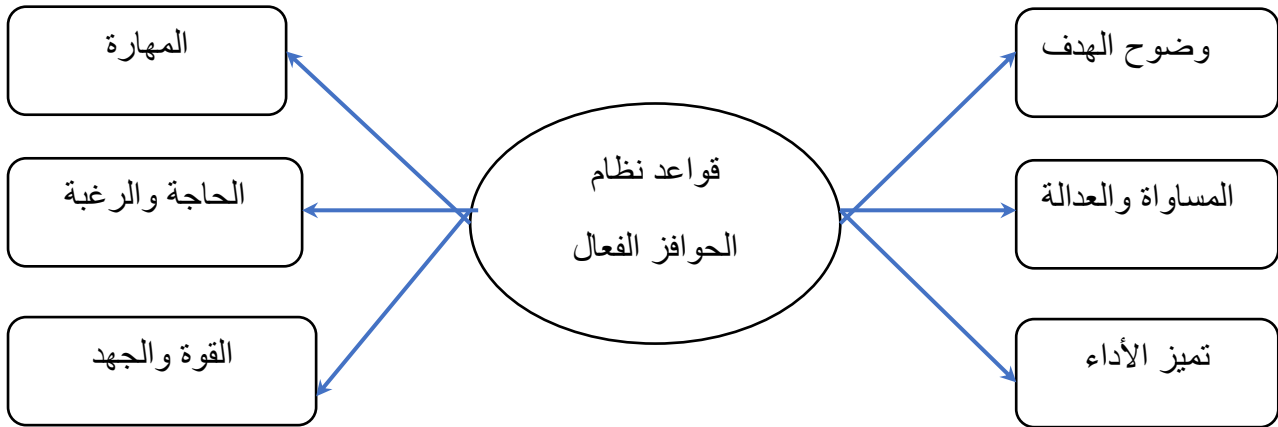 قواعد نظام
الحوافز الفعال
وضوح الهدف
المساواة والعدالة
تميز الأداء
المهارة
الحاجة والرغبة
القوة والجهد